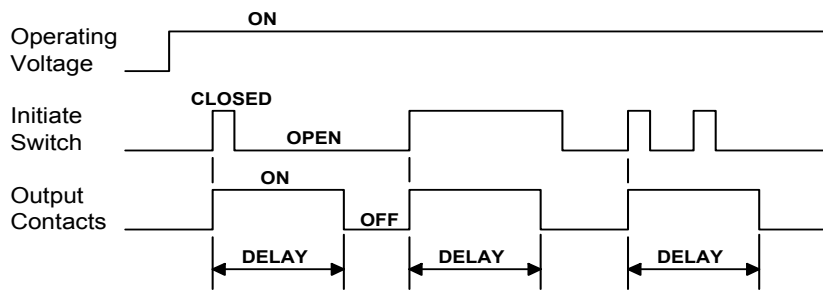 ON
Operating
Voltage
CLOSED
Initiate
Switch
OPEN
ON
Output
Contacts
OFF
DELAY DELAY DELAY